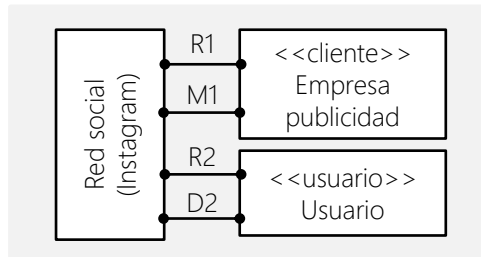 Red social
(Instagram)
R1
M1
R2
D2
<<cliente>>
Empresa
publicidad
<<usuario>>
Usuario